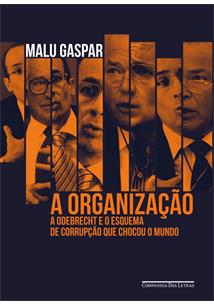 MALU GASPAR
A ORGANIZAÇÃO
A ODEBRECHT E O ESQUEMA
DE CORRUPÇÃO QUE CHOCOU O MUNDO
COMPANHIA DAS LETRAS